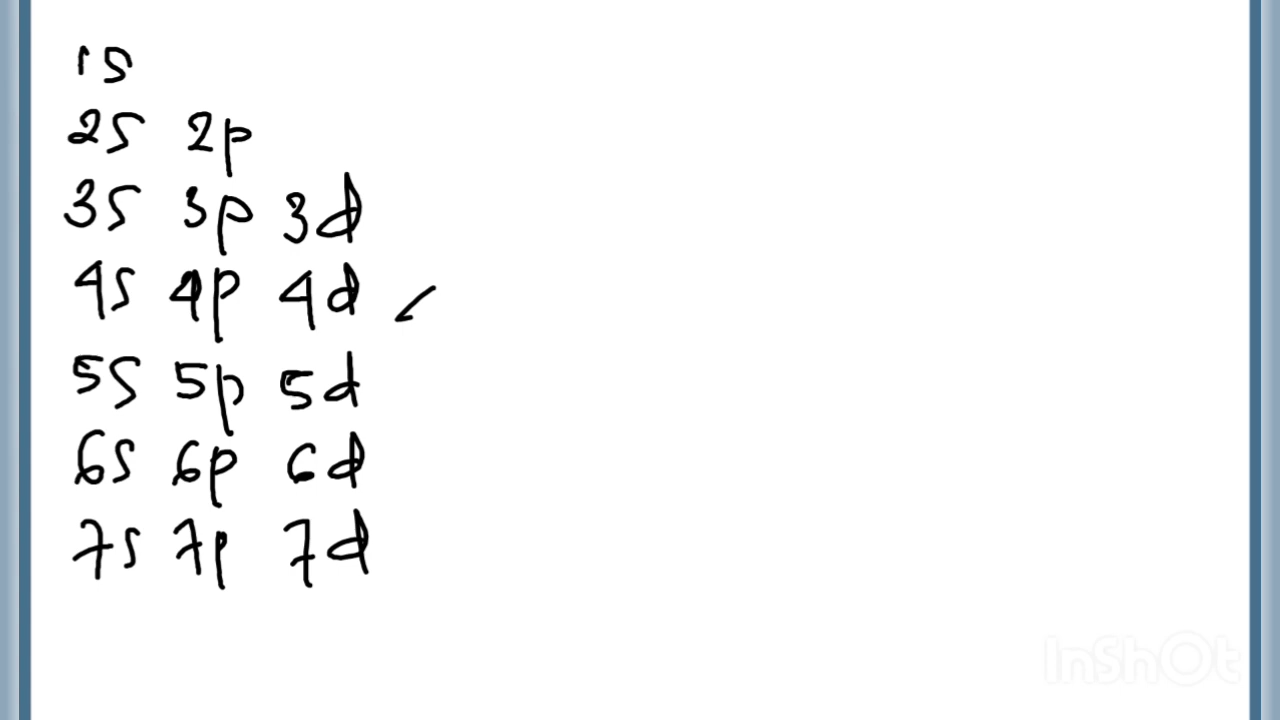 1s
2s 2p
3s 3p 3d
4s 4p 4d
5s 5p 5d
6s 6p 6d
7s 7p 7d
InShOt